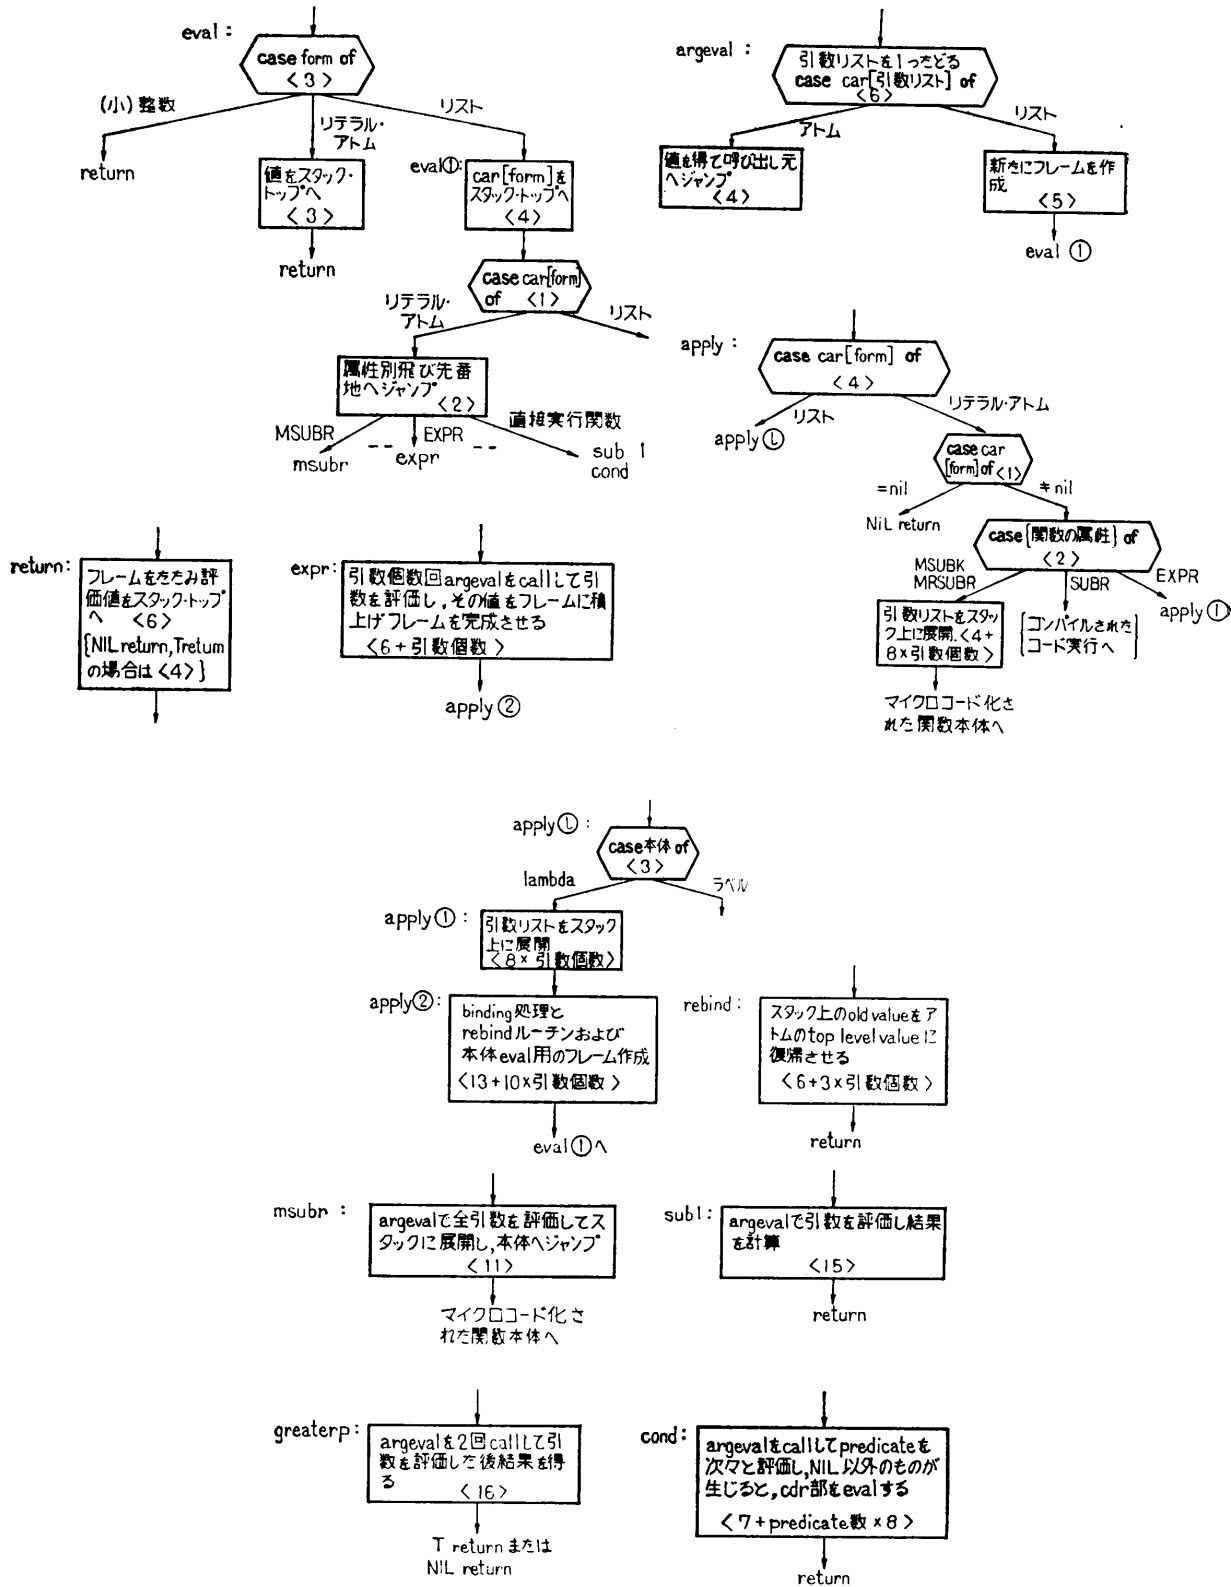 eval :
case form of
<3>
(小)整数
リテラル・
アトム
リスト
return
値をスタック・
トップへ
<3>
return
eval①:
car[form]を
スタック・トップへ
<4>
case car[form]
of <1>
リテラル・
アトム
リスト
属性別飛び先番
地へジャンプ
<2>
MSUBR
EXPR
直接実行関数
msubr
expr
sub 1
cond
argeval :
引数リストを1つたどる
case car[引数リスト] of
<6>
アトム
リスト
値を得て呼び出し元
へジャンプ
<4>
新たにフレームを作
成
<5>
eval ①
apply :
case car[form] of
<4>
リスト
リテラル・アトム
apply Ⓛ
case car
[form] of <1>
=nil
≠nil
NiL return
case{関数の属性} of
<2>
MSUBK
MRSUBR
SUBR
EXPR
引数リストをスタッ
ク上に展開.<4+
8×引数個数>
{コンパイルされた
コード実行へ}
apply ①
マイクロコード化さ
れた関数本体へ
return:
フレームをたたみ評
価値をスタック・トップ
へ <6>
[NIL return, Tretum
の場合は<4>]
expr:
引数個数回argevalをcallして引
数を評価し,その値をフレームに積
上げフレームを完成させる
<6+引数個数>
apply②
applyⓁ:
case本体of
<3>
lambda
ラベル
apply①:
引数リストをスタック
上に展開
<8×引数個数>
apply②:
binding処理と
rebindルーチンおよび
本体eval用のフレーム作成
<13+10×引数個数>
eval①へ
rebind:
スタック上のold valueをア
トムのtop level valueに
復帰させる
<6+3×引数個数>
return
msubr :
argevalで全引数を評価してス
タックに展開し,本体へジャンプ
<11>
マイクロコード化さ
れた関数本体へ
sub1:
argevalで引数を評価し結果
を計算
<15>
return
greaterp:
argevalを2回callして引
数を評価した後結果を得
る
<16>
T returnまたは
NIL return
cond:
argevalをcallしてpredicateを
次々と評価し,NIL以外のものが
生じると,cdr部をevalする
<7+predicate数×8>
return